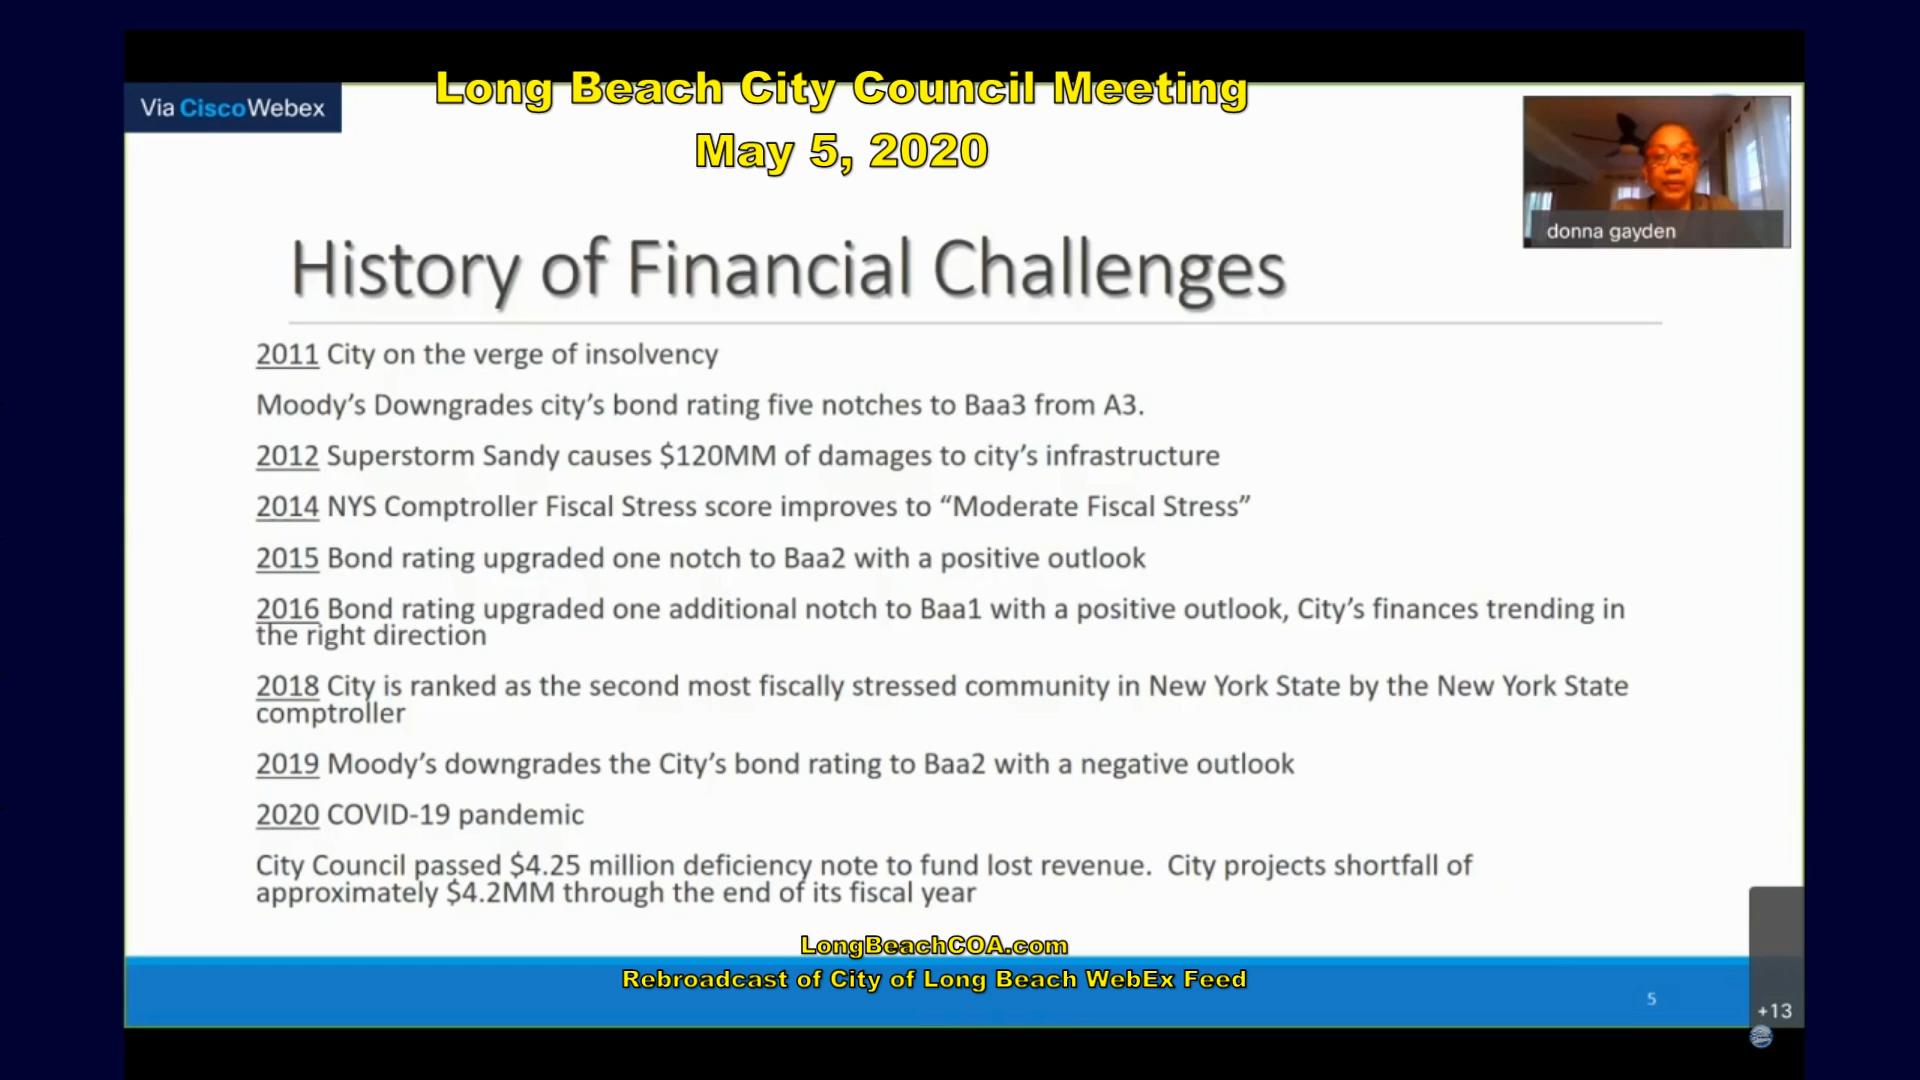 Long Beach City Council Meeting
Via CiscoWebex
May 5, 2020
donna gayden
History of Financial Challenges
2011 City on the verge of insolvency
Moody’s Downgrades city’s bond rating five notches to Baa3 from A3.
2012 Superstorm Sandy causes $120MM of damages to city’s infrastructure
2014 NYS Comptroller Fiscal Stress score improves to “Moderate Fiscal Stress”
2015 Bond rating upgraded one notch to Baa2 with a positive outlook
2016 Bond rating upgraded one additional notch to Baa1 with a positive outlook, City’s finances trending in
the right direction
2018 City is ranked as the second most fiscally stressed community in New York State by the New York State
comptroller
2019 Moody’s downgrades the City’s bond rating to Baa2 with a negative outlook
2020 COVID-19 pandemic
City Council passed $4.25 million deficiency note to fund lost revenue.  City projects shortfall of
approximately $4.2MM through the end of its fiscal year
LongBeachCOA.com
Rebroadcast of City of Long Beach WebEx Feed
5
+13